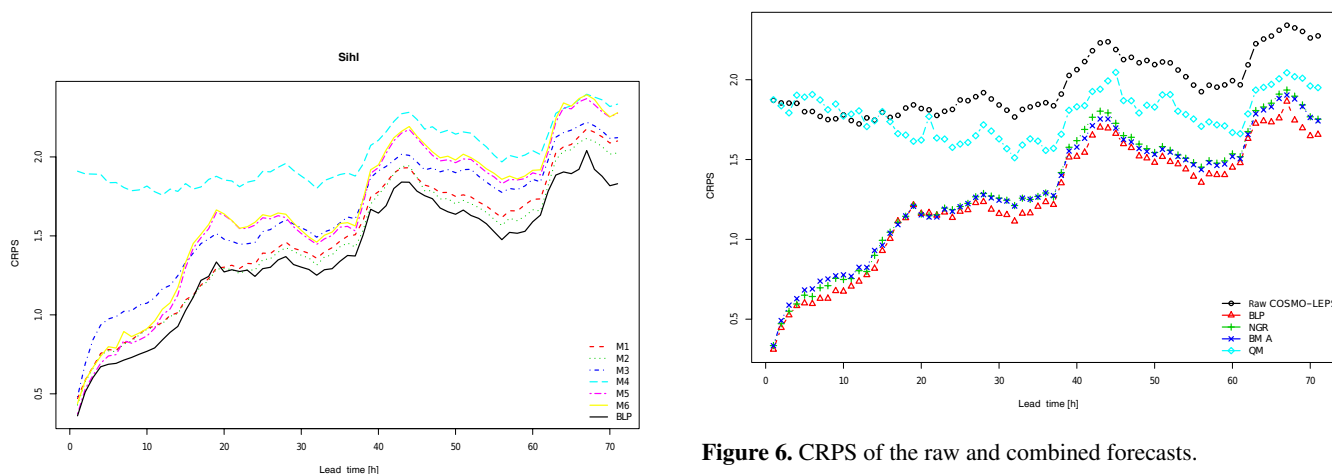 Sihl
CRPS
2.0
1.5
1.0
0.5
0 10 20 30 40 50 60 70
Lead time [h]
M1
M2
M3
M4
M5
M6
BLP
CRPS
2.0
1.5
1.0
0.5
0 10 20 30 40 50 60 70
Lead time [h]
Raw COSMO−LEPS
BLP
NGR
BM A
QM
Figure 6. CRPS of the raw and combined forecasts.